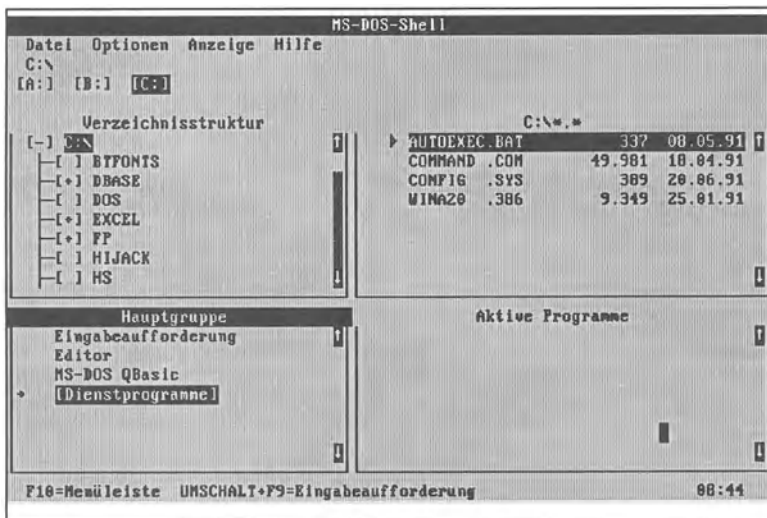 MS-DOS-Shell
Datei Optionen Anzeige Hilfe
C:\
[A:] [B:] [C:]
Verzeichnisstruktur
[-] C:\
[ ] BTFONTS
[+] DBASE
[ ] DOS
[+] EXCEL
[+] FP
[ ] HIJACK
[ ] HS
C:\*.*
AUTOEXEC.BAT 337 08.05.91
COMMAND .COM 49.981 18.04.91
CONFIG .SYS 389 20.06.91
WINA20 .386 9.349 25.01.91
Hauptgruppe
Eingabeaufforderung
Editor
MS-DOS QBasic
[Dienstprogramme]
Aktive Programme
F10=Menüleiste UMSCHALT+F9=Eingabeaufforderung 08:44